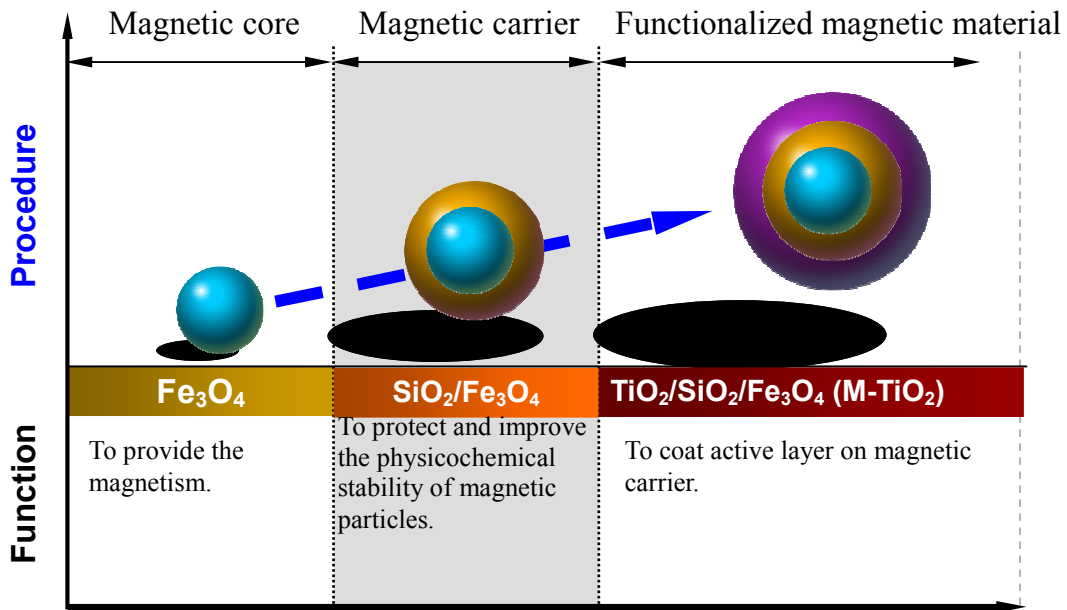 Magnetic core
Magnetic carrier
Functionalized magnetic material
Procedure
Fe₃O₄
SiO₂/Fe₃O₄
TiO₂/SiO₂/Fe₃O₄ (M-TiO₂)
Function
To provide the
magnetism.
To protect and improve
the physicochemical
stability of magnetic
particles.
To coat active layer on magnetic
carrier.